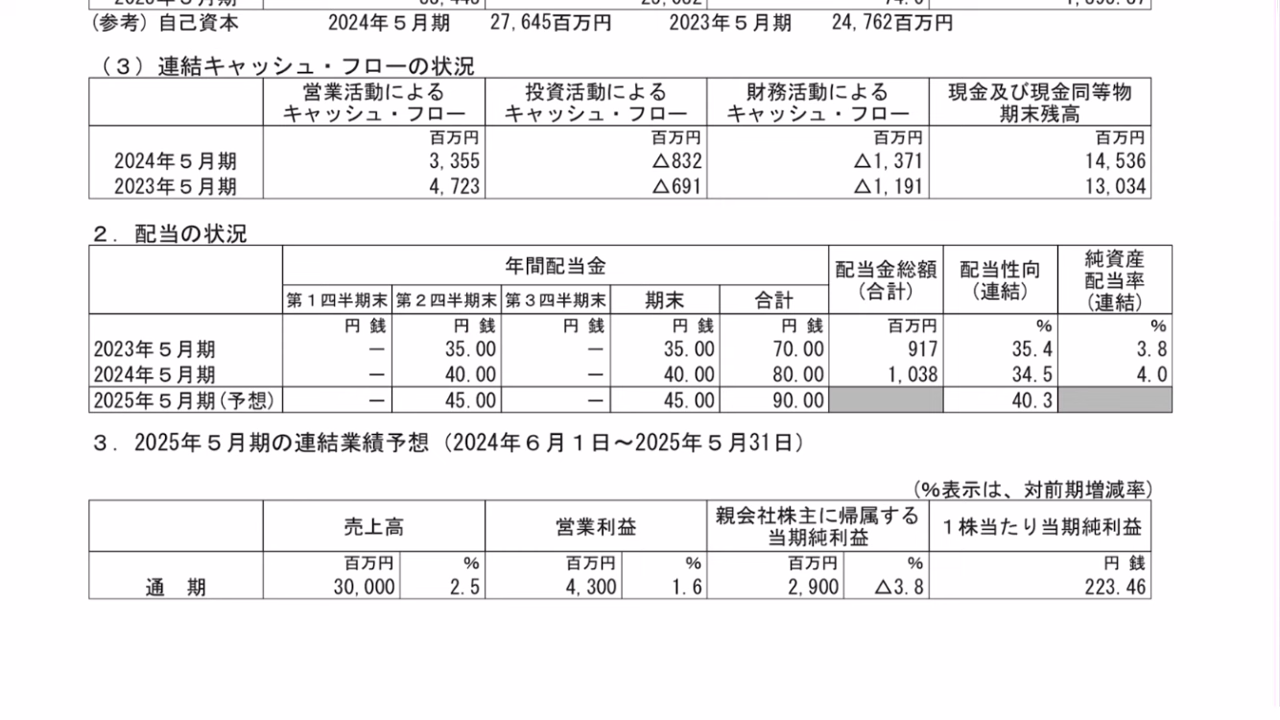 (参考) 自己資本 2024年５月期 27,645百万円 2023年５月期 24,762百万円
（３）連結キャッシュ・フローの状況
営業活動による 投資活動による 財務活動による 現金及び現金同等物
キャッシュ・フロー キャッシュ・フロー キャッシュ・フロー 期末残高
百万円 百万円 百万円 百万円
2024年５月期 3,355 △832 △1,371 14,536
2023年５月期 4,723 △691 △1,191 13,034
２．配当の状況
年間配当金 配当金総額(合計) 配当性向(連結) 純資産配当率(連結)
第１四半期末 第２四半期末 第３四半期末 期末 合計
円 銭 円 銭 円 銭 円 銭 円 銭 百万円 % %
2023年５月期 － 35.00 － 35.00 70.00 917 35.4 3.8
2024年５月期 － 40.00 － 40.00 80.00 1,038 34.5 4.0
2025年５月期(予想) － 45.00 － 45.00 90.00 40.3
３．2025年５月期の連結業績予想（2024年６月１日～2025年５月31日）
(％表示は、対前期増減率)
売上高 営業利益 親会社株主に帰属する当期純利益 １株当たり当期純利益
百万円 % 百万円 % 百万円 % 円 銭
通 期 30,000 2.5 4,300 1.6 2,900 △3.8 223.46